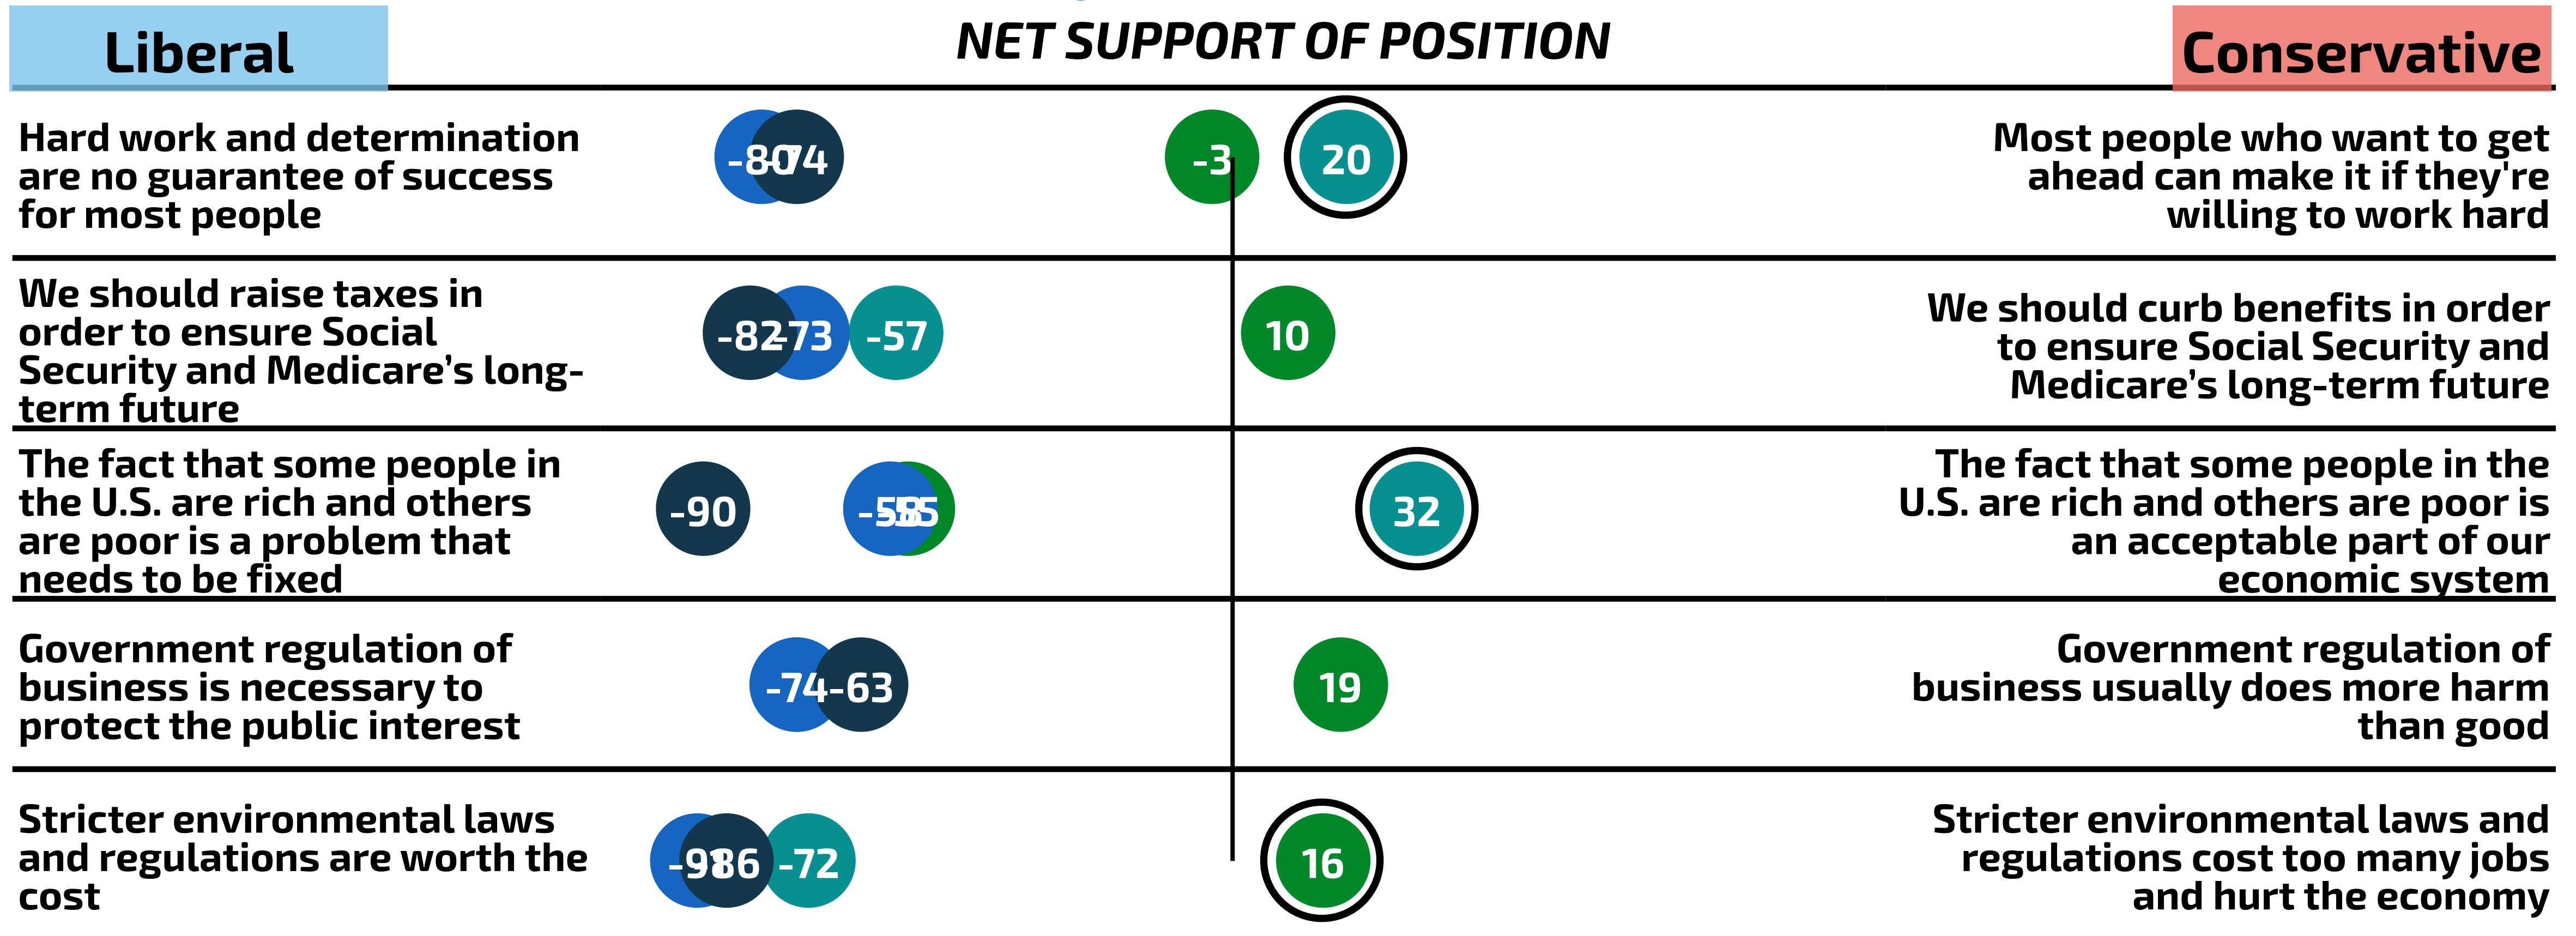 Liberal
NET SUPPORT OF POSITION
Conservative
Hard work and determination
are no guarantee of success
for most people
-80
-74
-3
20
Most people who want to get
ahead can make it if they're
willing to work hard
We should raise taxes in
order to ensure Social
Security and Medicare’s long-
term future
-82
-73
-57
10
We should curb benefits in order
to ensure Social Security and
Medicare’s long-term future
The fact that some people in
the U.S. are rich and others
are poor is a problem that
needs to be fixed
-90
-58
-55
32
The fact that some people in the
U.S. are rich and others are poor is
an acceptable part of our
economic system
Government regulation of
business is necessary to
protect the public interest
-74
-63
19
Government regulation of
business usually does more harm
than good
Stricter environmental laws
and regulations are worth the
cost
-91
-86
-72
16
Stricter environmental laws and
regulations cost too many jobs
and hurt the economy